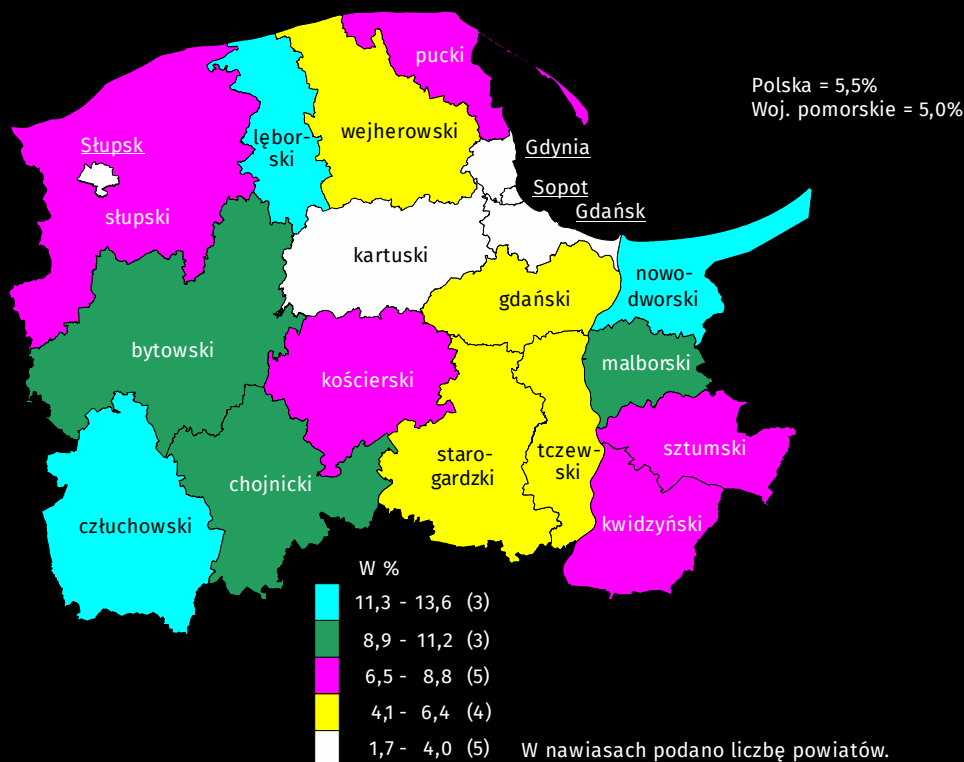 pucki
Polska = 5,5%
Woj. pomorskie = 5,0%
wejherowski
lębor-
ski
Słupsk
Gdynia
Sopot
Gdańsk
słupski
kartuski
nowo-
dworski
gdański
bytowski
malborski
kościerski
sztumski
staro-
gardzki
tczew-
ski
chojnicki
kwidzyński
człuchowski
W %
11,3 - 13,6 (3)
8,9 - 11,2 (3)
6,5 - 8,8 (5)
4,1 - 6,4 (4)
1,7 - 4,0 (5)
W nawiasach podano liczbę powiatów.